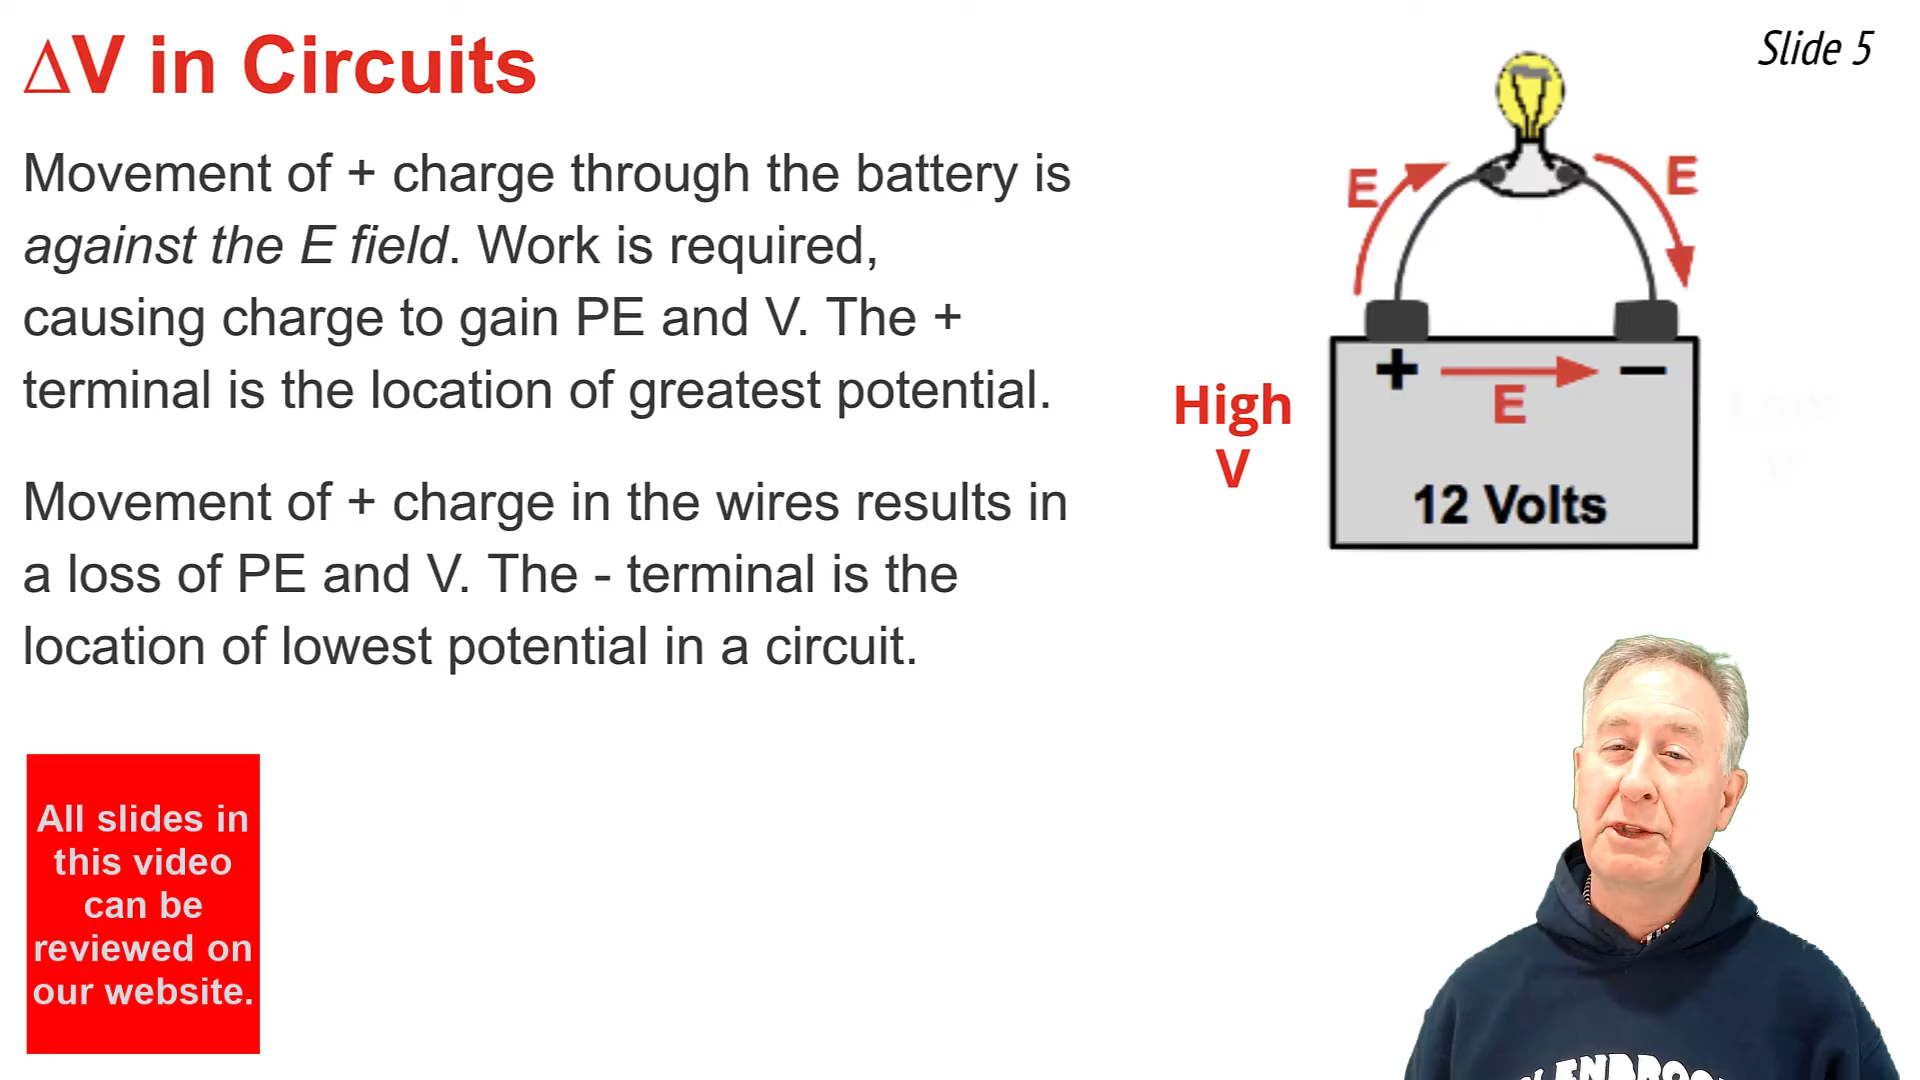 ΔV in Circuits
Slide 5
Movement of + charge through the battery is
against the E field. Work is required,
causing charge to gain PE and V. The +
terminal is the location of greatest potential.
Movement of + charge in the wires results in
a loss of PE and V. The - terminal is the
location of lowest potential in a circuit.
E
E
+
−
E
High
V
Low
V
12 Volts
All slides in
this video
can be
reviewed on
our website.